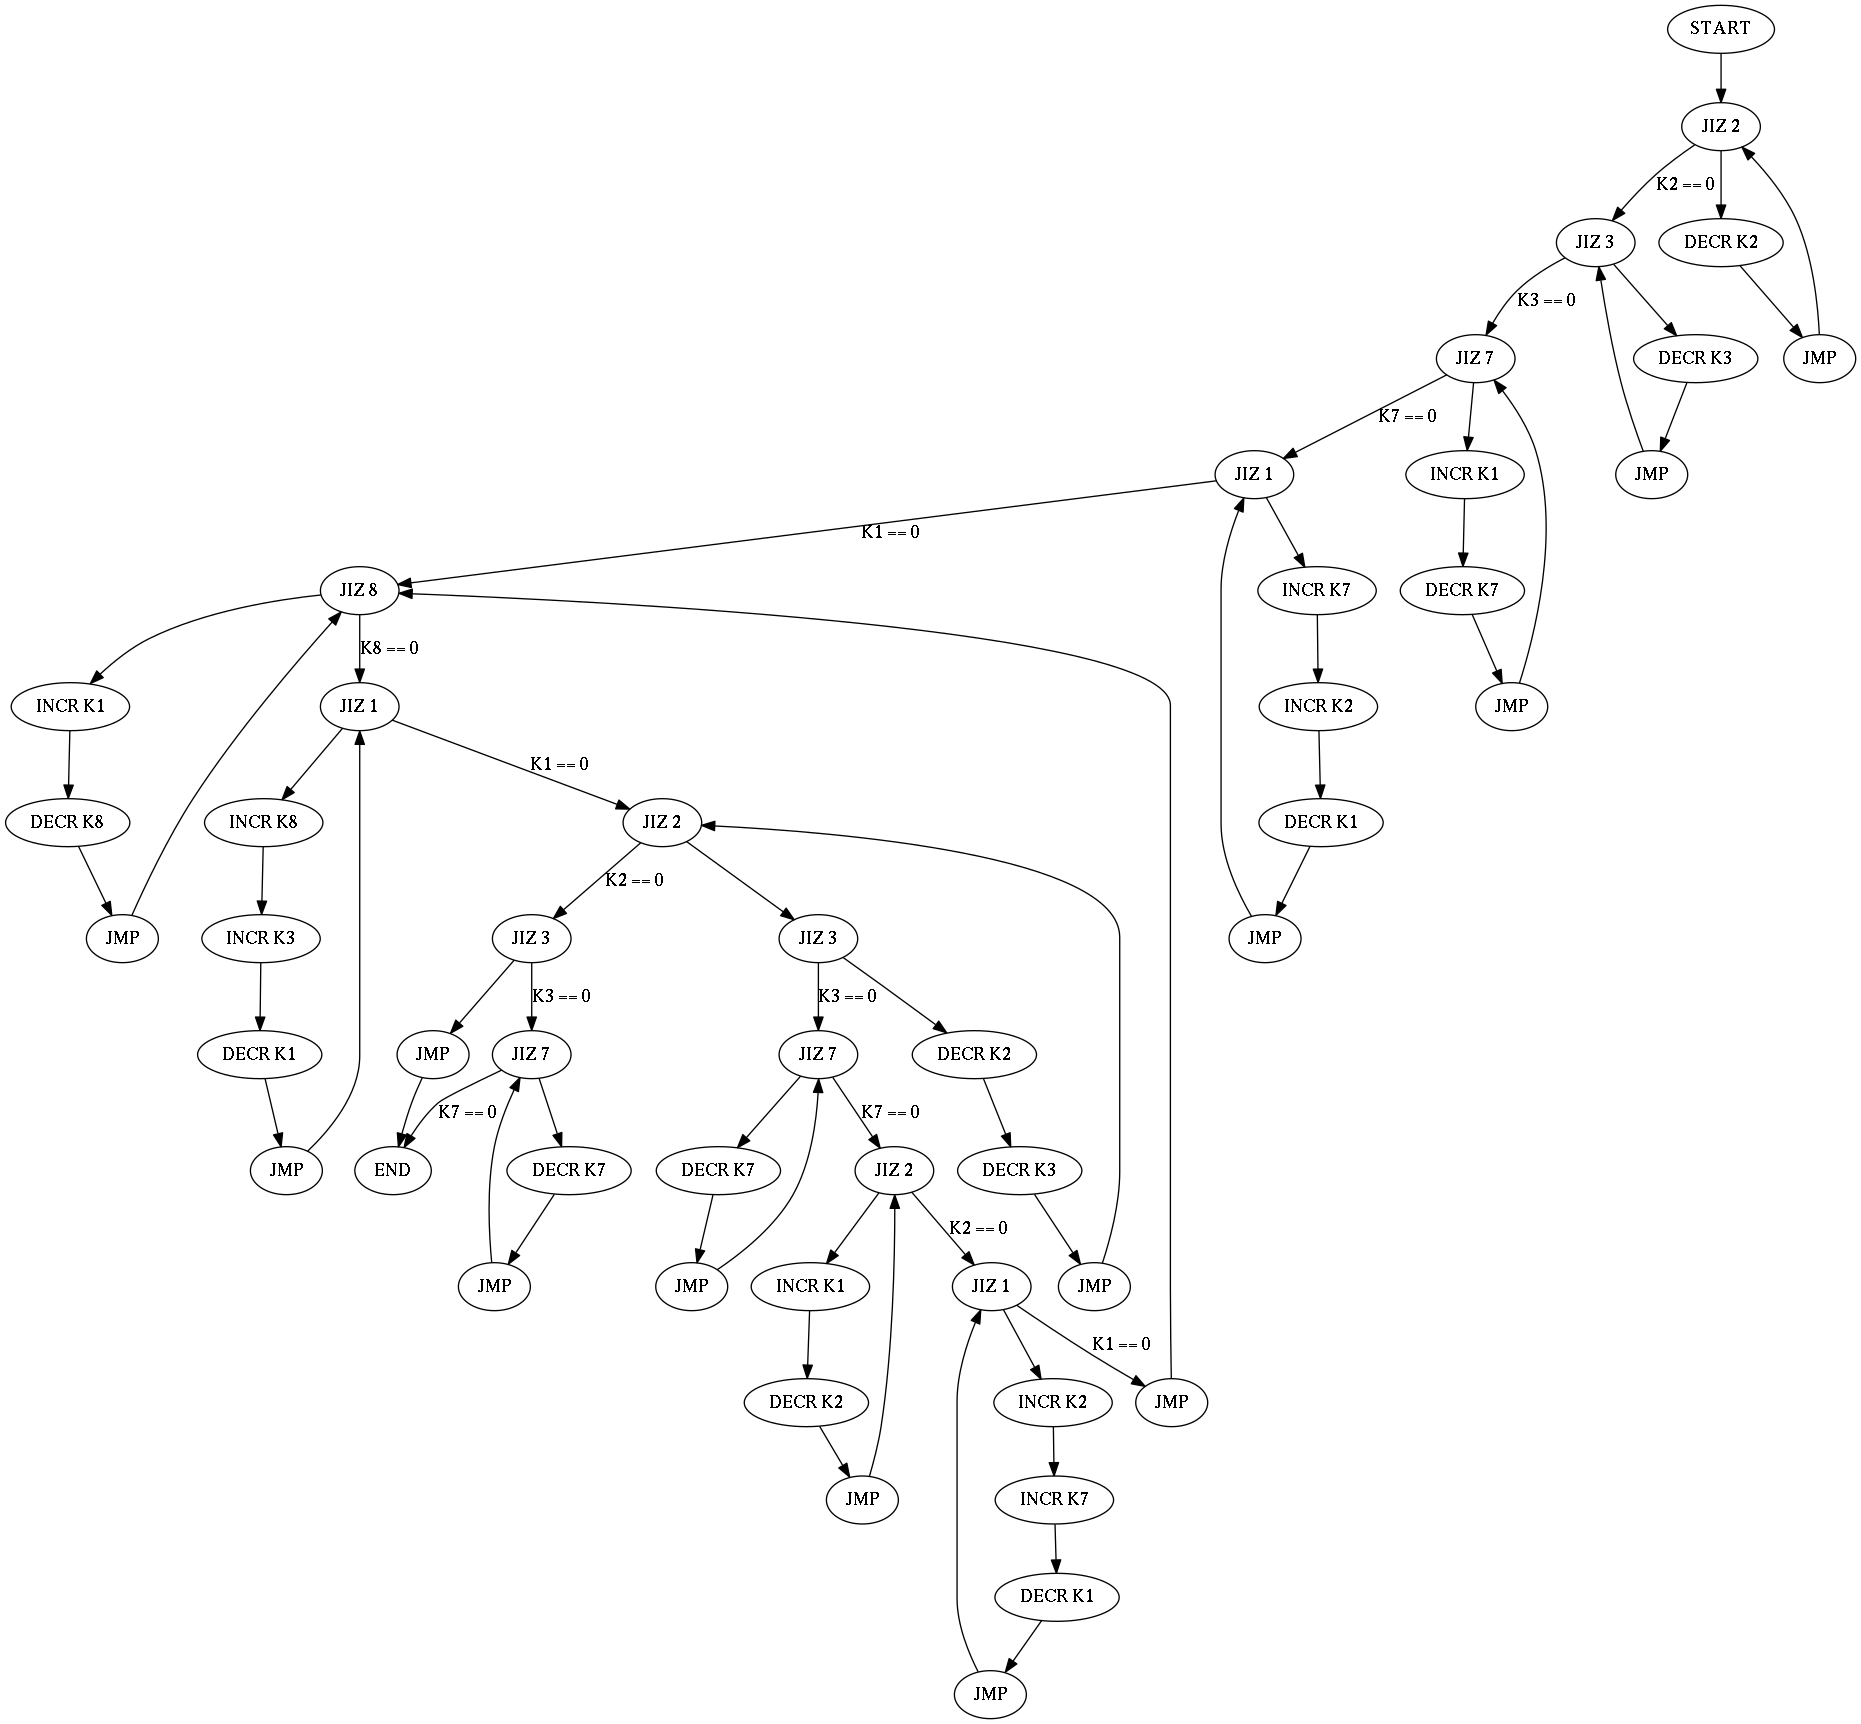 START
JIZ 2
K2 == 0
JIZ 3
DECR K2
K3 == 0
JIZ 7
DECR K3
JMP
K7 == 0
JIZ 1
INCR K1
JMP
K1 == 0
JIZ 8
INCR K7
DECR K7
K8 == 0
INCR K1
JIZ 1
INCR K2
JMP
K1 == 0
DECR K8
INCR K8
JIZ 2
DECR K1
K2 == 0
JMP
INCR K3
JIZ 3
JIZ 3
JMP
K3 == 0
K3 == 0
DECR K1
JMP
JIZ 7
JIZ 7
DECR K2
K7 == 0
K7 == 0
JMP
END
DECR K7
DECR K7
JIZ 2
DECR K3
K2 == 0
JMP
JMP
INCR K1
JIZ 1
JMP
K1 == 0
DECR K2
INCR K2
JMP
JMP
INCR K7
DECR K1
JMP